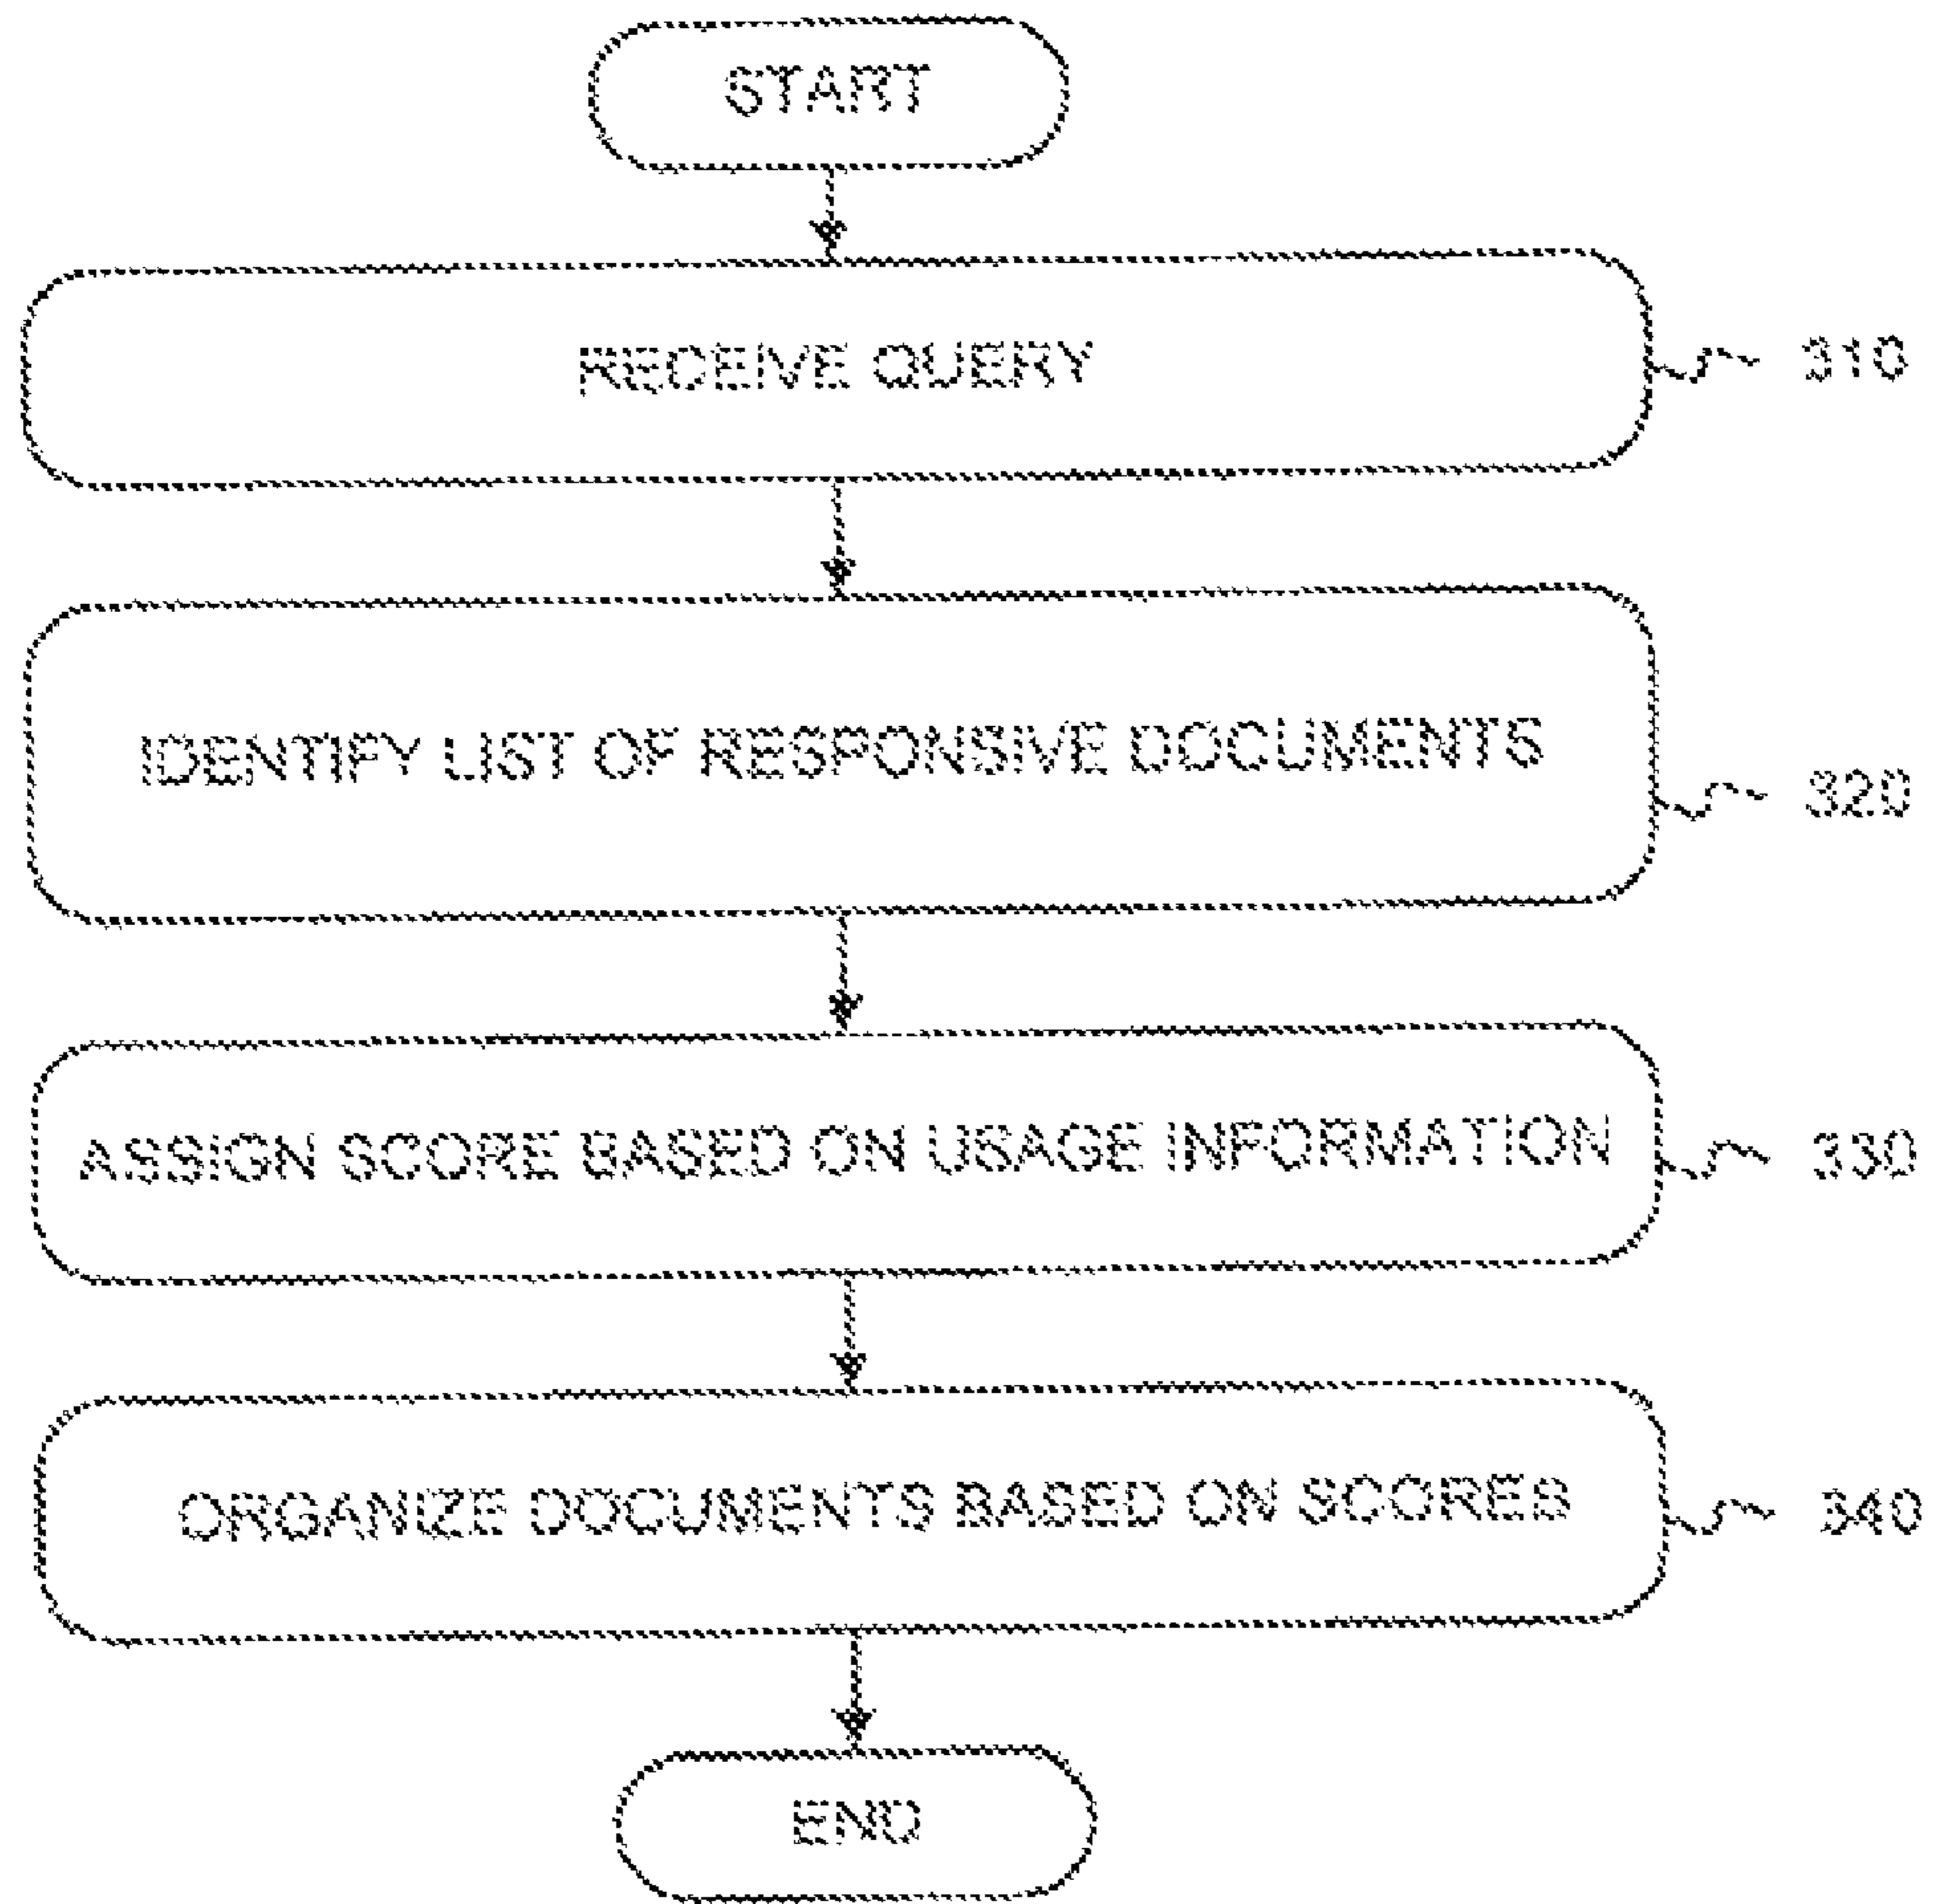 START
RECEIVE QUERY
310
IDENTIFY LIST OF RESPONSIVE DOCUMENTS
320
ASSIGN SCORE BASED ON USAGE INFORMATION
330
ORGANIZE DOCUMENTS BASED ON SCORES
340
END